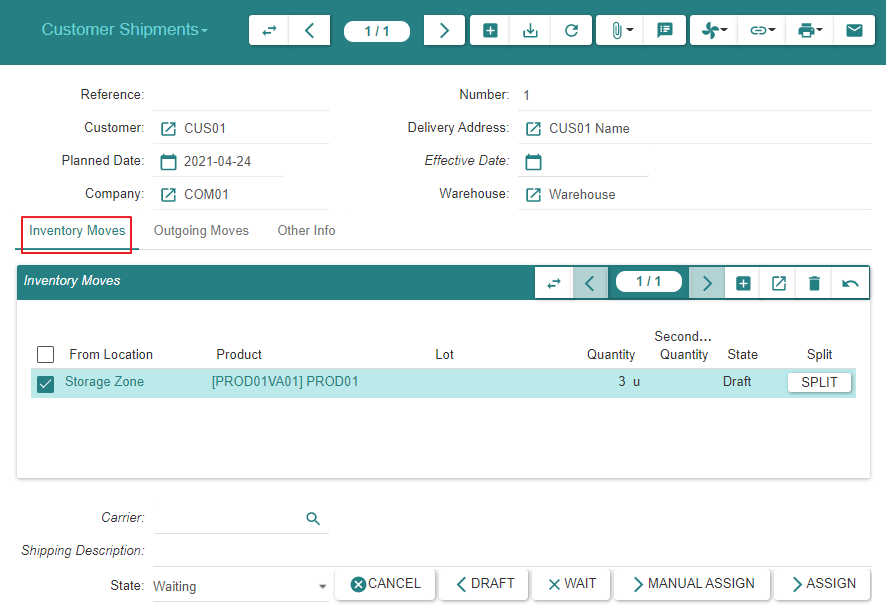 Customer Shipments
1 / 1
Reference:
Number: 1
Customer: CUS01
Delivery Address: CUS01 Name
Planned Date: 2021-04-24
Effective Date:
Company: COM01
Warehouse: Warehouse
Inventory Moves Outgoing Moves Other Info
Inventory Moves
1 / 1
From Location Product Lot Quantity Second... Quantity State Split
Storage Zone [PROD01VA01] PROD01 3 u Draft SPLIT
Carrier:
Shipping Description:
State: Waiting CANCEL DRAFT WAIT MANUAL ASSIGN ASSIGN